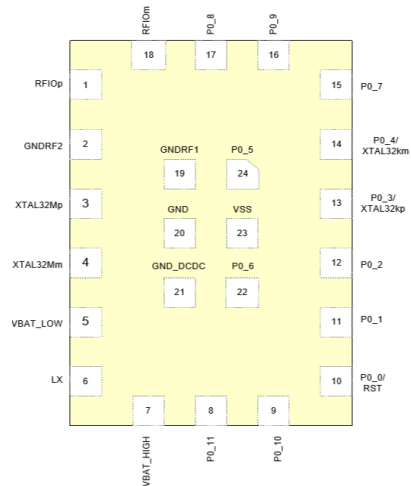 RFIOm
P0_8
P0_9
18
17
16
RFIOp
1
15
P0_7
GNDRF2
2
14
P0_4/
XTAL32km
GNDRF1
P0_5
19
24
XTAL32Mp
3
13
P0_3/
XTAL32kp
GND
VSS
20
23
XTAL32Mm
4
12
P0_2
GND_DCDC
P0_6
21
22
VBAT_LOW
5
11
P0_1
LX
6
10
P0_0/
RST
7
8
9
VBAT_HIGH
P0_11
P0_10